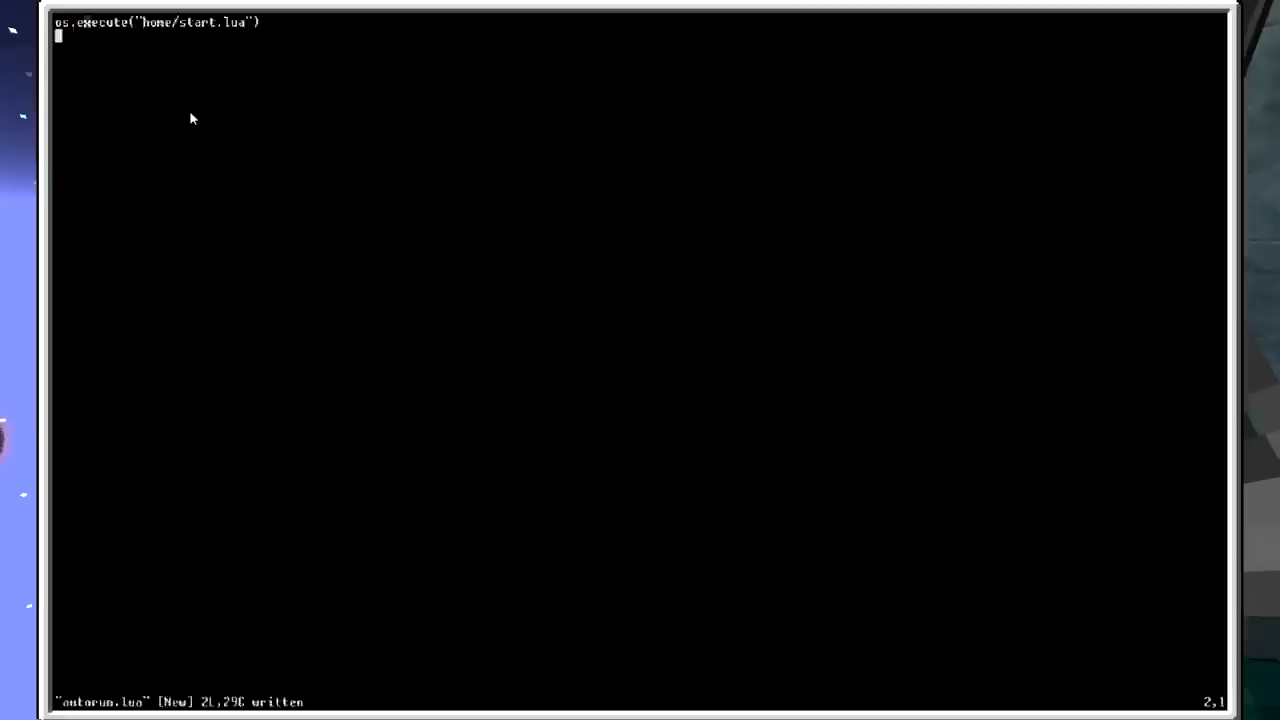 os.execute("home/start.lua")
"autorun.lua" [New] 2L,29C written
2,1